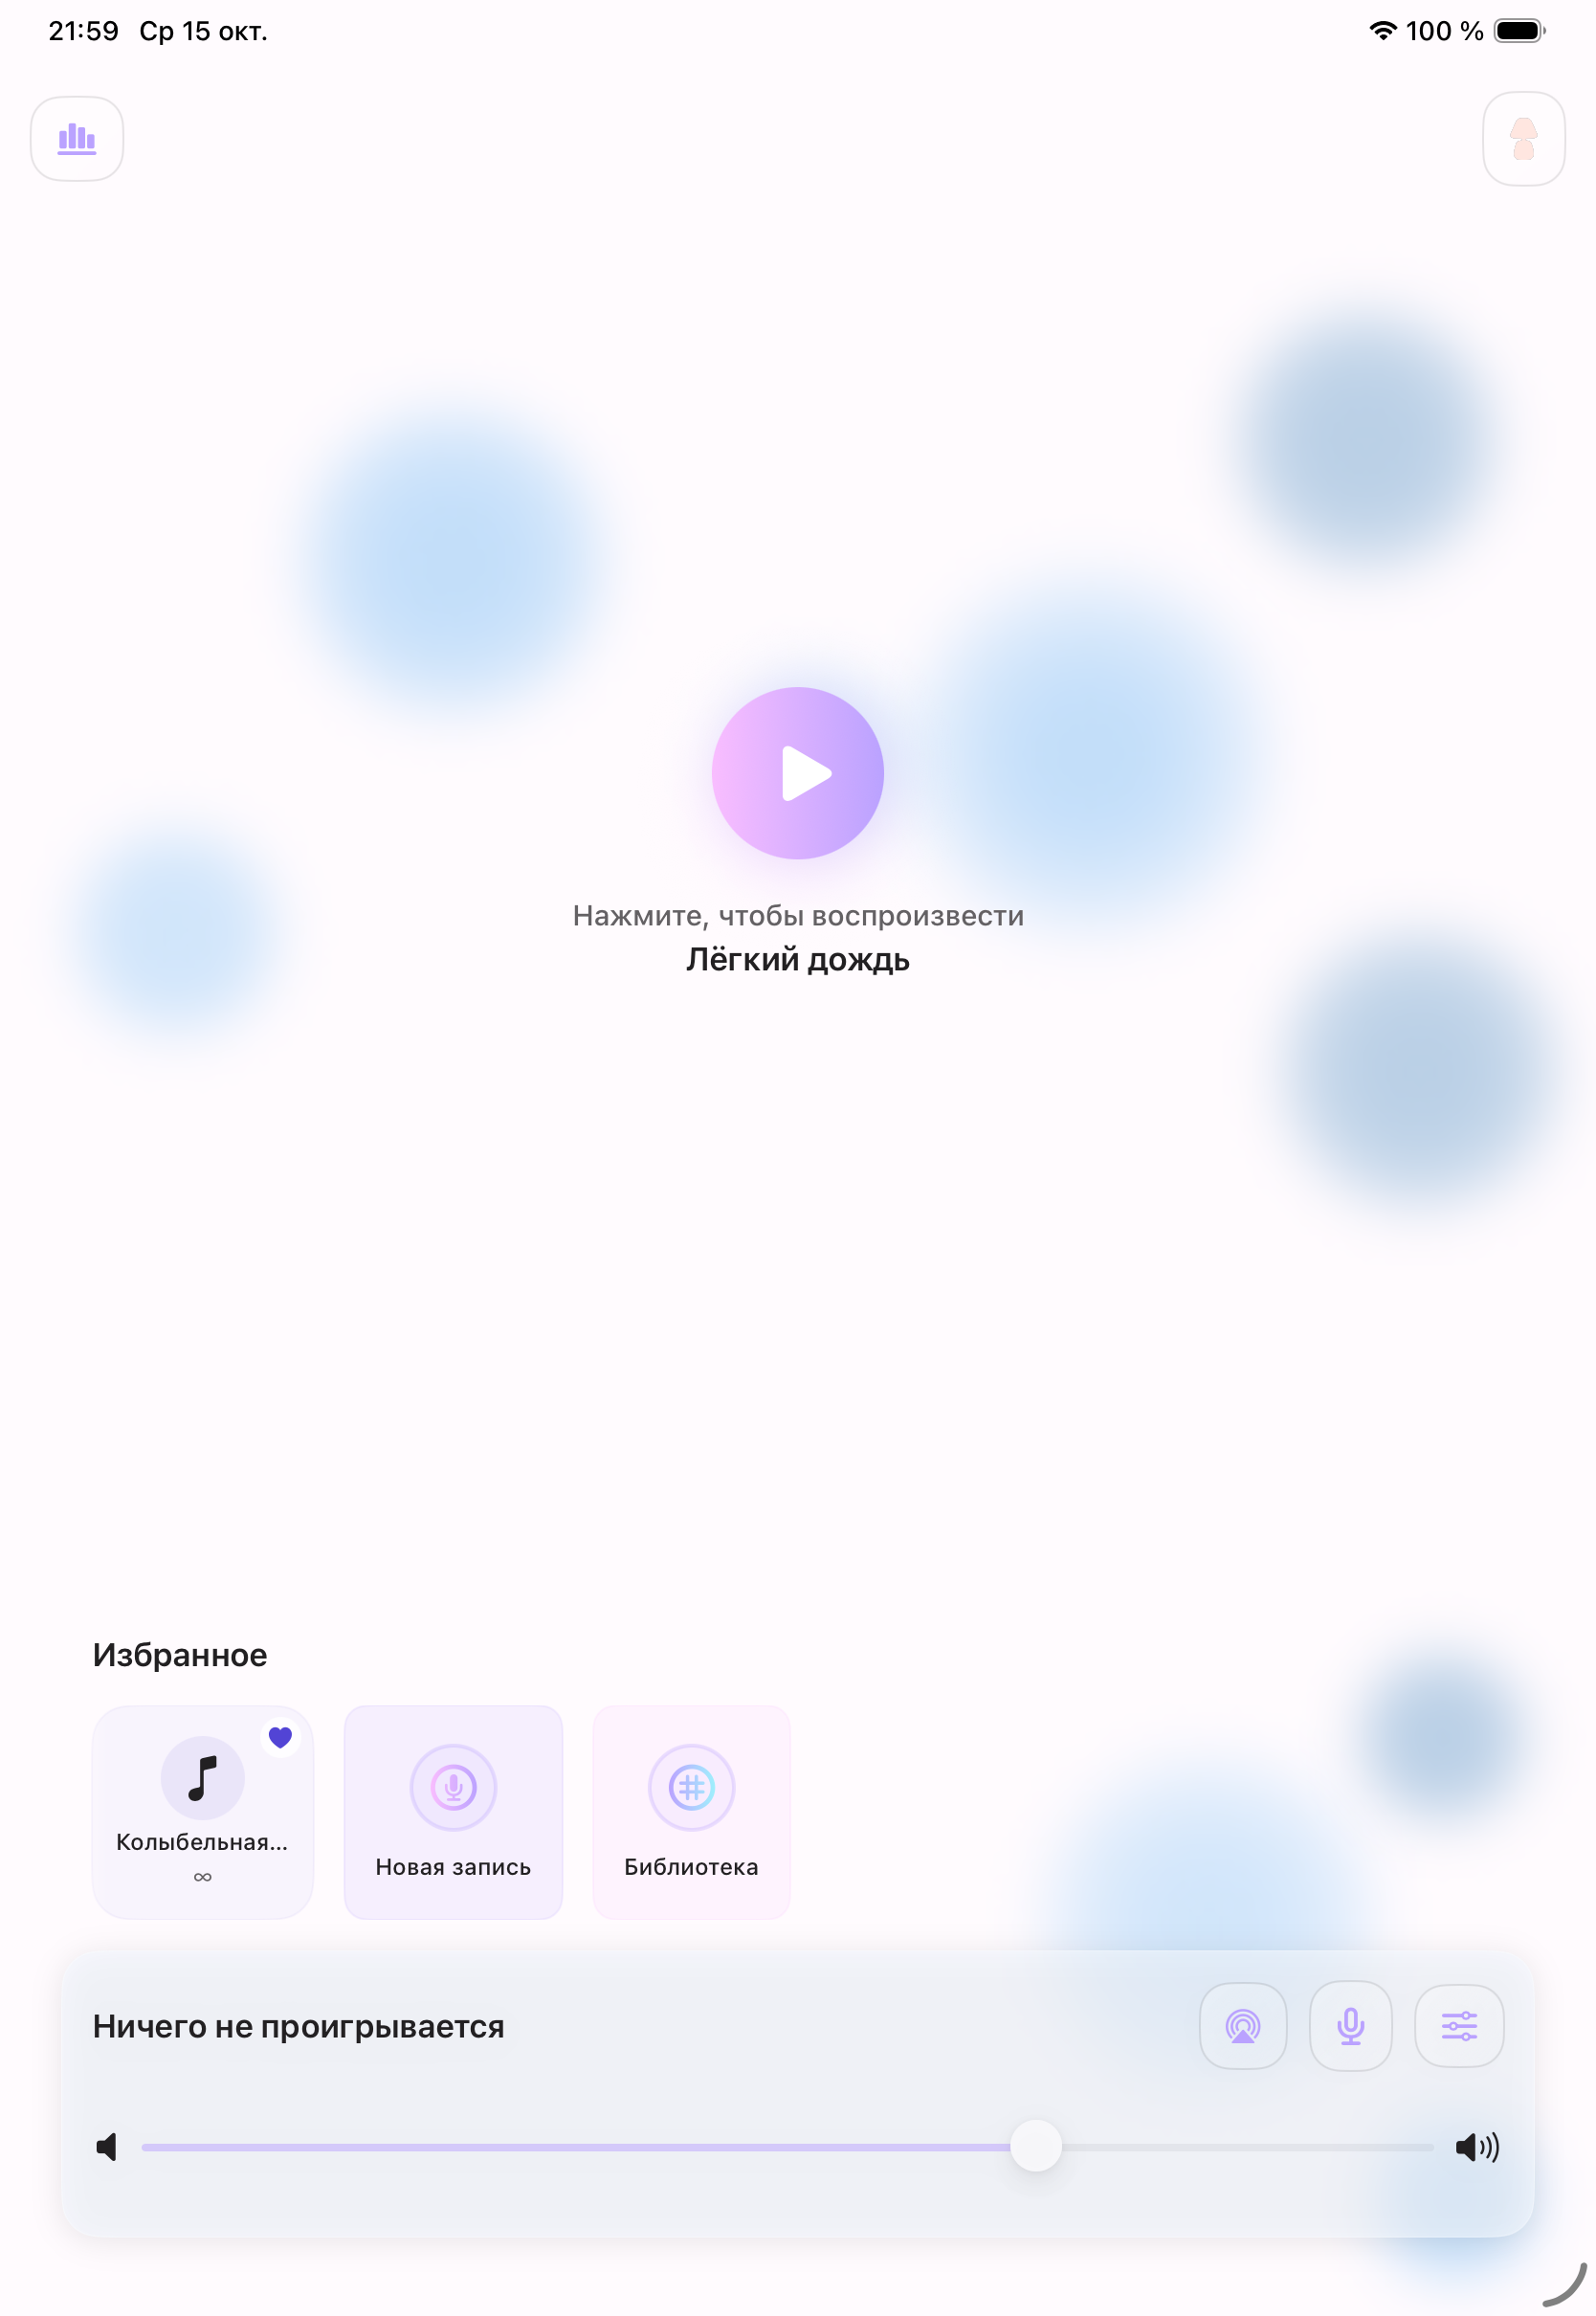 21:59 Ср 15 окт. 100 %
Нажмите, чтобы воспроизвести
Лёгкий дождь
Избранное
Колыбельная...
∞
Новая запись
Библиотека
Ничего не проигрывается